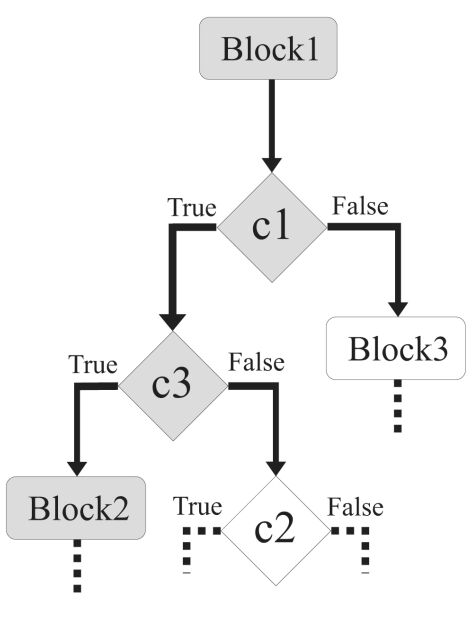 Block1
True
c1
False
Block3
True
c3
False
Block2
True
c2
False